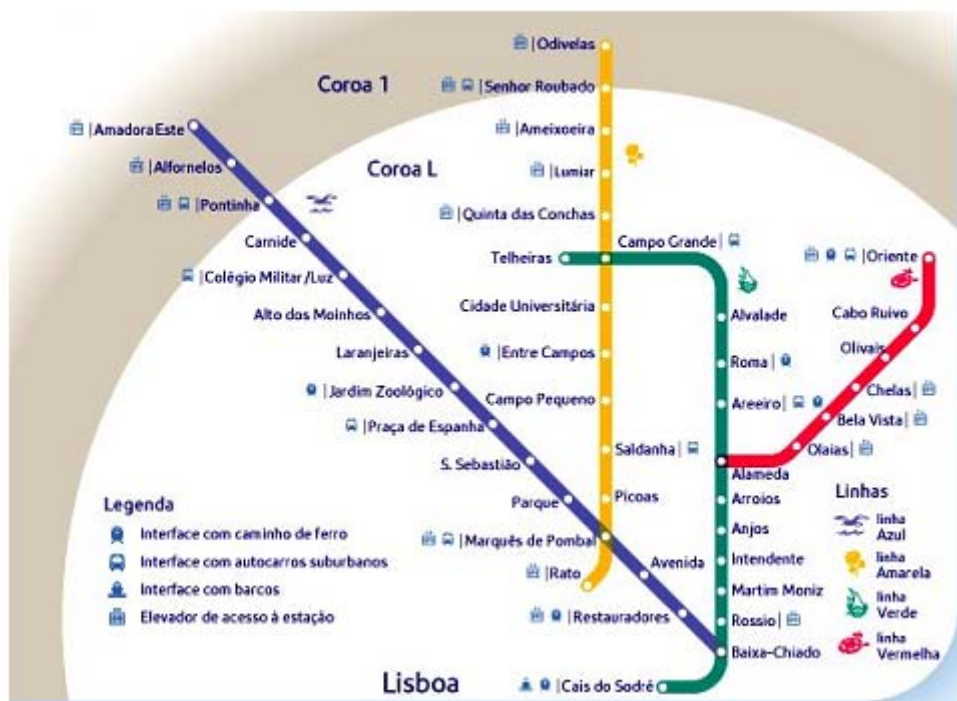 Odivelas
Coroa 1
Senhor Roubado
Amadora Este
Ameixoeira
Alfornelos
Coroa L
Lumiar
Pontinha
Quinta das Conchas
Carnide
Telheiras
Campo Grande
Oriente
Colégio Militar/Luz
Cidade Universitária
Cabo Ruivo
Alto dos Moinhos
Alvalade
Olivais
Laranjeiras
Entre Campos
Roma
Jardim Zoológico
Campo Pequeno
Areeiro
Chelas
Praça de Espanha
Bela Vista
Saldanha
Olaias
S. Sebastião
Alameda
Parque
Picoas
Arroios
Marquês de Pombal
Anjos
Avenida
Intendente
Rato
Martim Moniz
Restauradores
Rossio
Baixa-Chiado
Cais do Sodré
Lisboa
Legenda
Interface com caminho de ferro
Interface com autocarros suburbanos
Interface com barcos
Elevador de acesso à estação
Linhas
linha
Azul
linha
Amarela
linha
Verde
linha
Vermelha